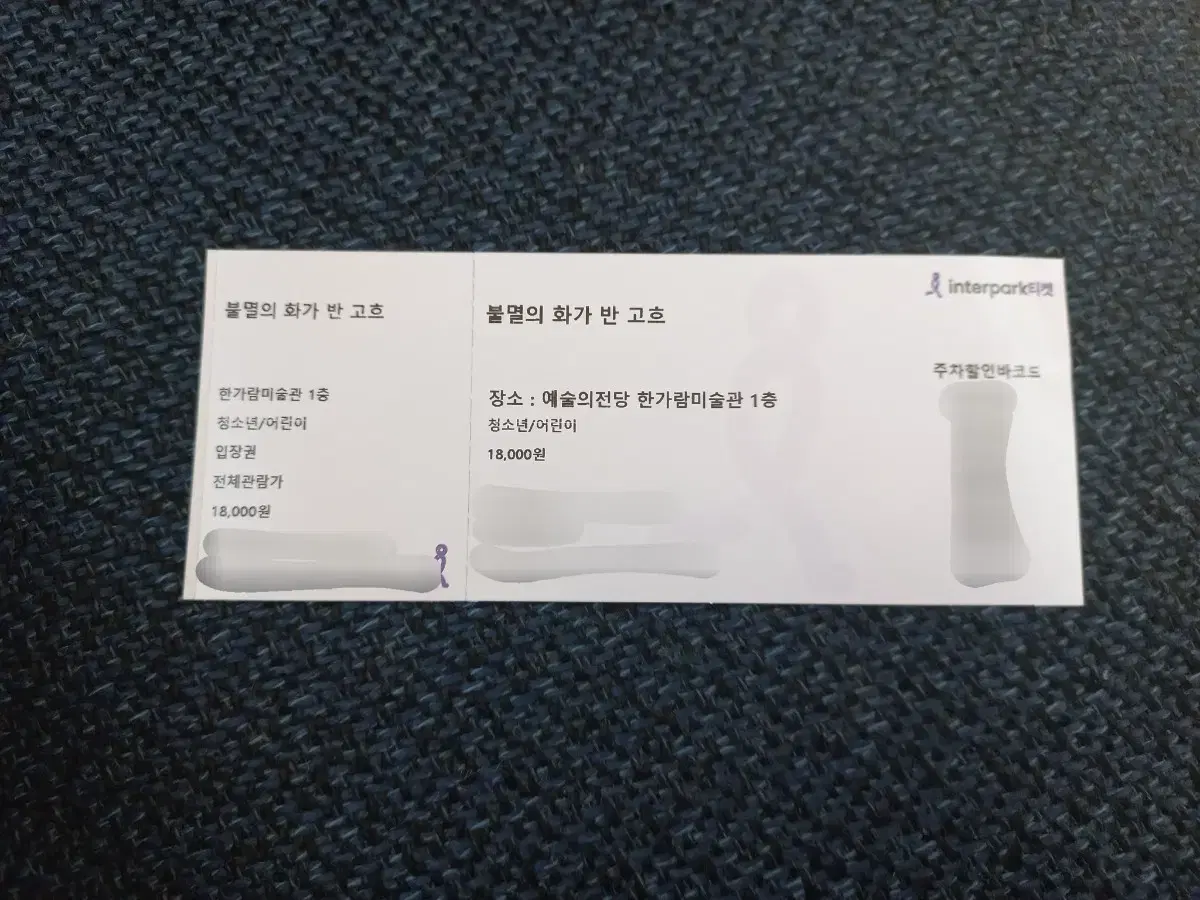 불멸의 화가 반 고흐
한가람미술관 1층
청소년/어린이
입장권
전체관람가
18,000원
불멸의 화가 반 고흐
장소 : 예술의전당 한가람미술관 1층
청소년/어린이
18,000원
interpark티켓
주차할인바코드